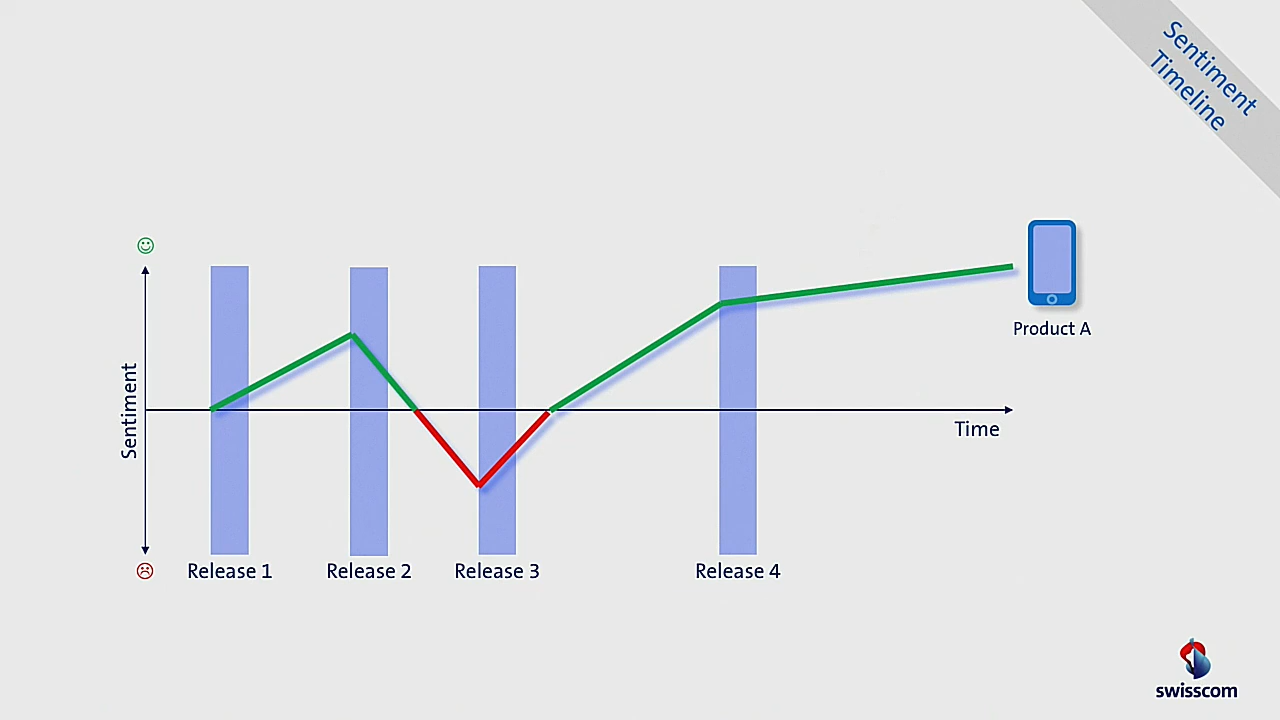 Sentiment
Timeline
Product A
Sentiment
Time
Release 1
Release 2
Release 3
Release 4
swisscom